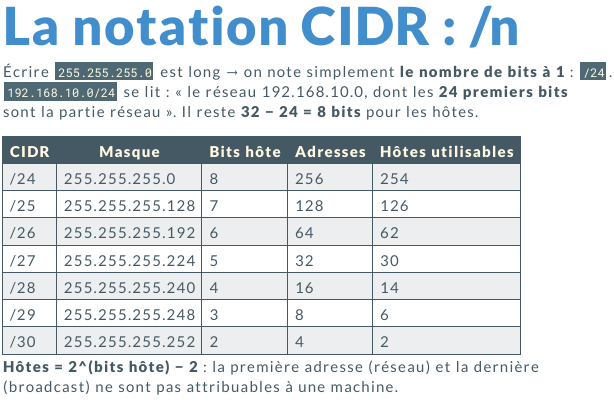 La notation CIDR : /n
Écrire 255.255.255.0 est long → on note simplement le nombre de bits à 1 : /24 .
192.168.10.0/24 se lit : « le réseau 192.168.10.0, dont les 24 premiers bits
sont la partie réseau ». Il reste 32 − 24 = 8 bits pour les hôtes.
CIDR Masque Bits hôte Adresses Hôtes utilisables
/24 255.255.255.0 8 256 254
/25 255.255.255.128 7 128 126
/26 255.255.255.192 6 64 62
/27 255.255.255.224 5 32 30
/28 255.255.255.240 4 16 14
/29 255.255.255.248 3 8 6
/30 255.255.255.252 2 4 2
Hôtes = 2^(bits hôte) − 2 : la première adresse (réseau) et la dernière
(broadcast) ne sont pas attribuables à une machine.